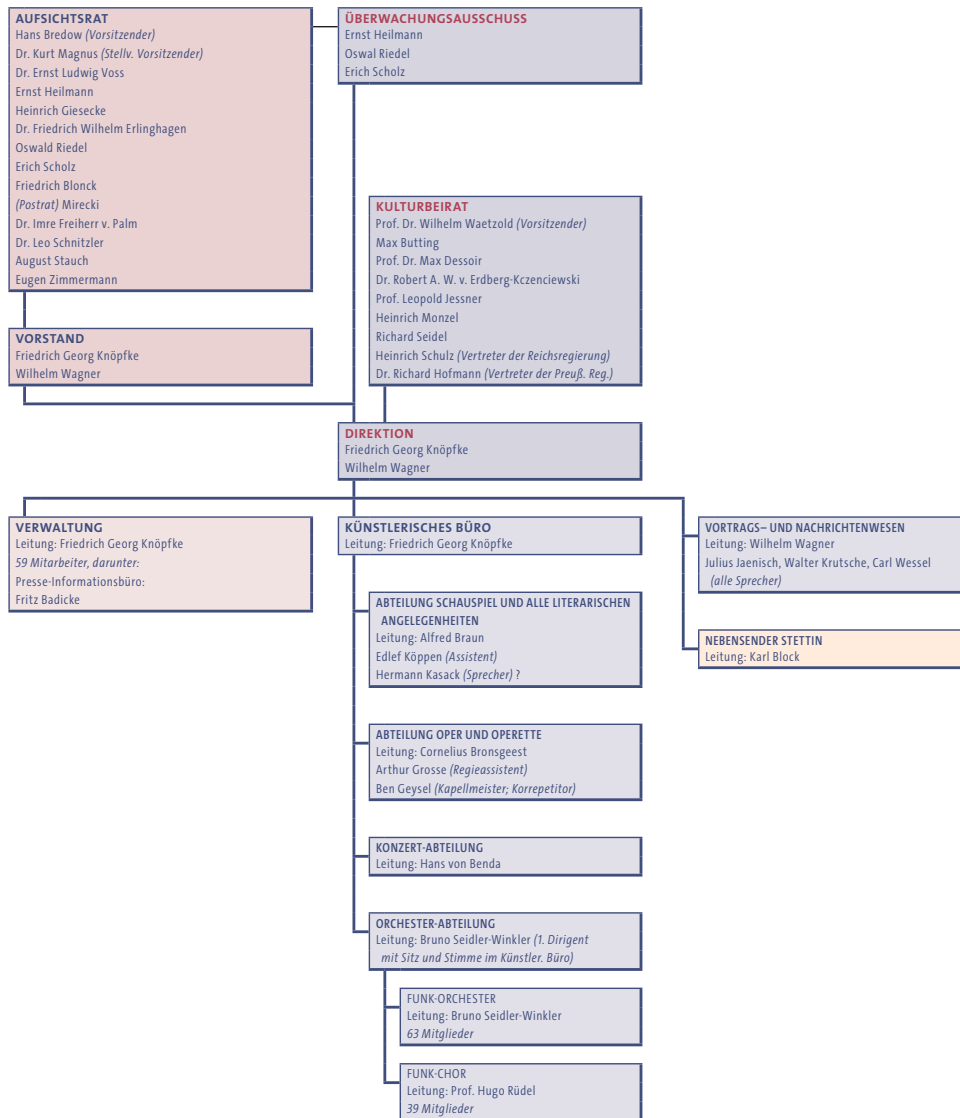 AUFSICHTSRAT
Hans Bredow (Vorsitzender)
Dr. Kurt Magnus (Stellv. Vorsitzender)
Dr. Ernst Ludwig Voss
Ernst Heilmann
Heinrich Giesecke
Dr. Friedrich Wilhelm Erlinghagen
Oswald Riedel
Erich Scholz
Friedrich Blonck
(Postrat) Mirecki
Dr. Imre Freiherr v. Palm
Dr. Leo Schnitzler
August Stauch
Eugen Zimmermann
ÜBERWACHUNGSAUSSCHUSS
Ernst Heilmann
Oswal Riedel
Erich Scholz
KULTURBEIRAT
Prof. Dr. Wilhelm Waetzold (Vorsitzender)
Max Butting
Prof. Dr. Max Dessoir
Dr. Robert A. W. v. Erdberg-Kczenciewski
Prof. Leopold Jessner
Heinrich Monzel
Richard Seidel
Heinrich Schulz (Vertreter der Reichsregierung)
Dr. Richard Hofmann (Vertreter der Preuß. Reg.)
VORSTAND
Friedrich Georg Knöpfke
Wilhelm Wagner
DIREKTION
Friedrich Georg Knöpfke
Wilhelm Wagner
VERWALTUNG
Leitung: Friedrich Georg Knöpfke
59 Mitarbeiter, darunter:
Presse-Informationsbüro:
Fritz Badicke
KÜNSTLERISCHES BÜRO
Leitung: Friedrich Georg Knöpfke
VORTRAGS– UND NACHRICHTENWESEN
Leitung: Wilhelm Wagner
Julius Jaenisch, Walter Krutsche, Carl Wessel
(alle Sprecher)
NEBENSENDER STETTIN
Leitung: Karl Block
ABTEILUNG SCHAUSPIEL UND ALLE LITERARISCHEN
ANGELEGENHEITEN
Leitung: Alfred Braun
Edlef Köppen (Assistent)
Hermann Kasack (Sprecher) ?
ABTEILUNG OPER UND OPERETTE
Leitung: Cornelius Bronsgeest
Arthur Grosse (Regieassistent)
Ben Geysel (Kapellmeister; Korrepetitor)
KONZERT-ABTEILUNG
Leitung: Hans von Benda
ORCHESTER-ABTEILUNG
Leitung: Bruno Seidler-Winkler (1. Dirigent
mit Sitz und Stimme im Künstler. Büro)
FUNK-ORCHESTER
Leitung: Bruno Seidler-Winkler
63 Mitglieder
FUNK-CHOR
Leitung: Prof. Hugo Rüdel
39 Mitglieder